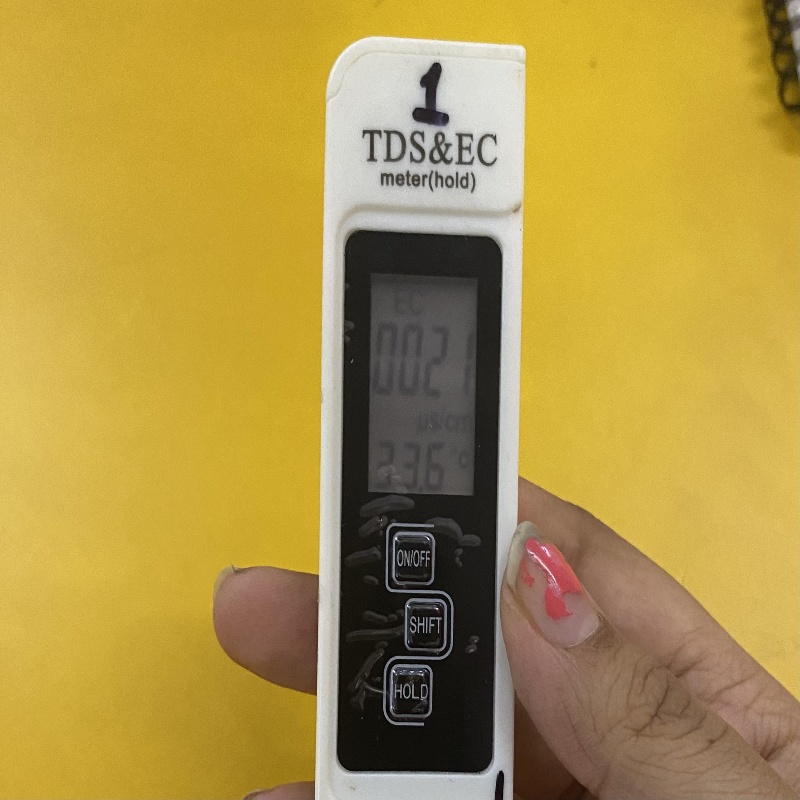 1
TDS&EC
meter(hold)
EC
0021
µs/cm
23.6 °c
ON/OFF
SHIFT
HOLD